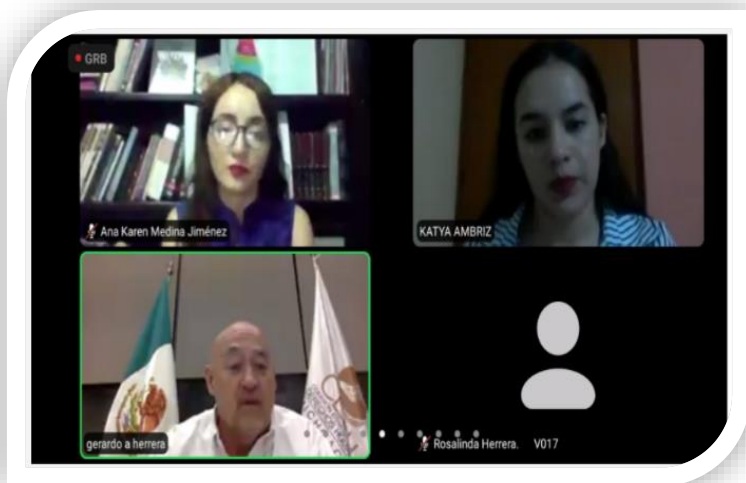 GRB
Ana Karen Medina Jiménez
KATYA AMBRIZ
gerardo a herrera
Rosalinda Herrera. V017